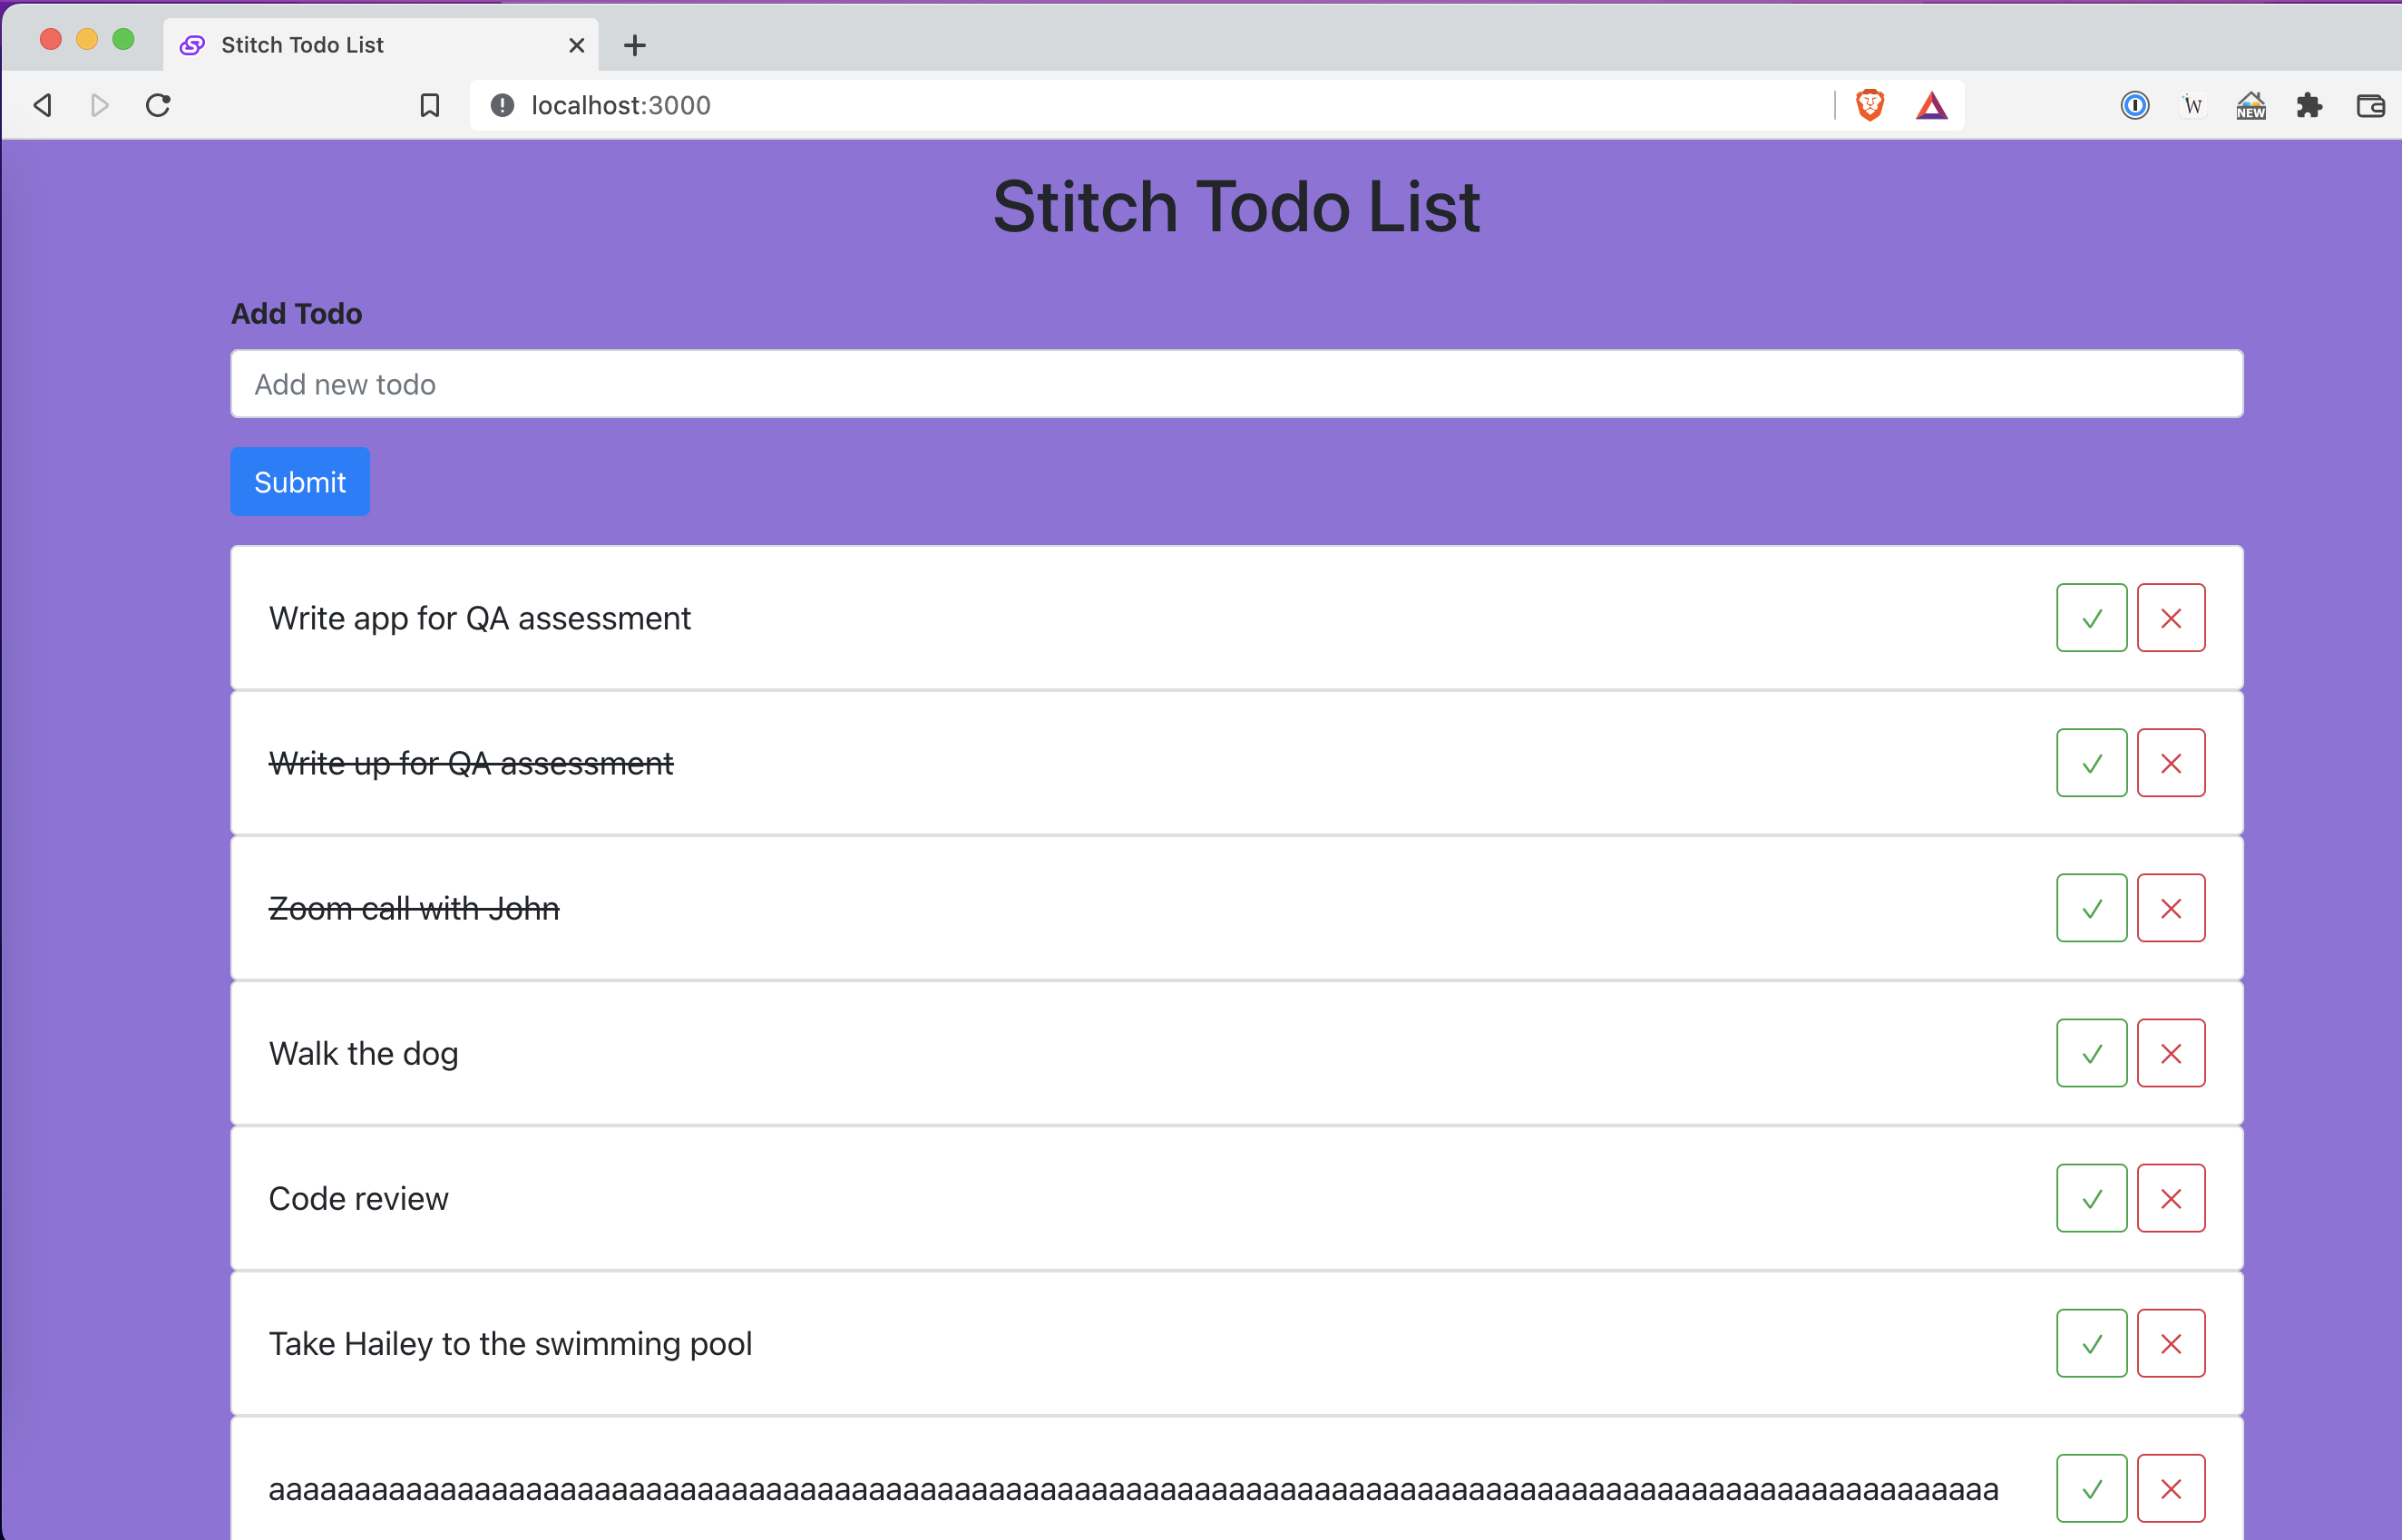 Stitch Todo List
localhost:3000
W
NEW
Stitch Todo List
Add Todo
Add new todo
Submit
Write app for QA assessment
Write up for QA assessment
Zoom call with John
Walk the dog
Code review
Take Hailey to the swimming pool
aaaaaaaaaaaaaaaaaaaaaaaaaaaaaaaaaaaaaaaaaaaaaaaaaaaaaaaaaaaaaaaaaaaaaaaaaaaaaaaaaaaaaaaaaaaaaaaaaaaaa